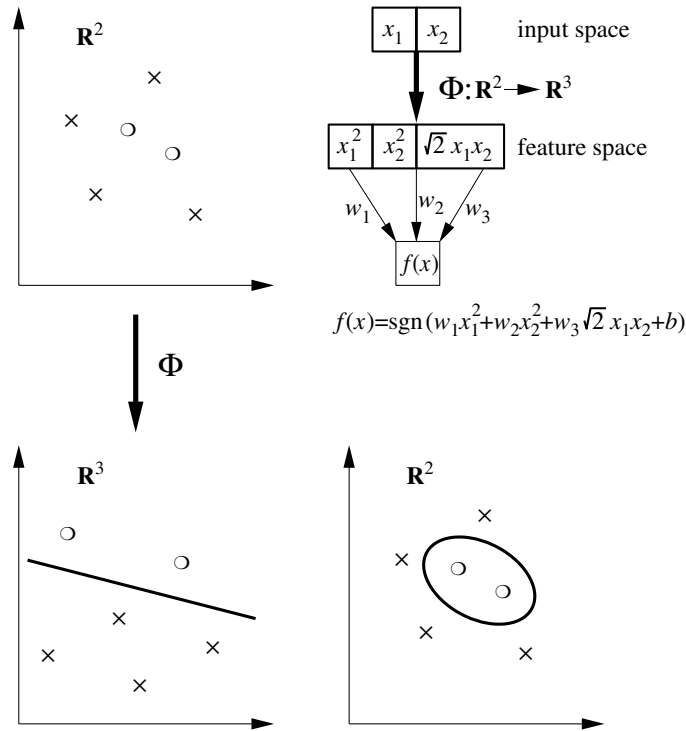 R²
x₁ x₂ input space
Φ: R² → R³
x₁² x₂² √2 x₁x₂ feature space
w₁ w₂ w₃
f(x)
f(x)=sgn (w₁x₁²+w₂x₂²+w₃√2 x₁x₂+b)
Φ
R³
R²